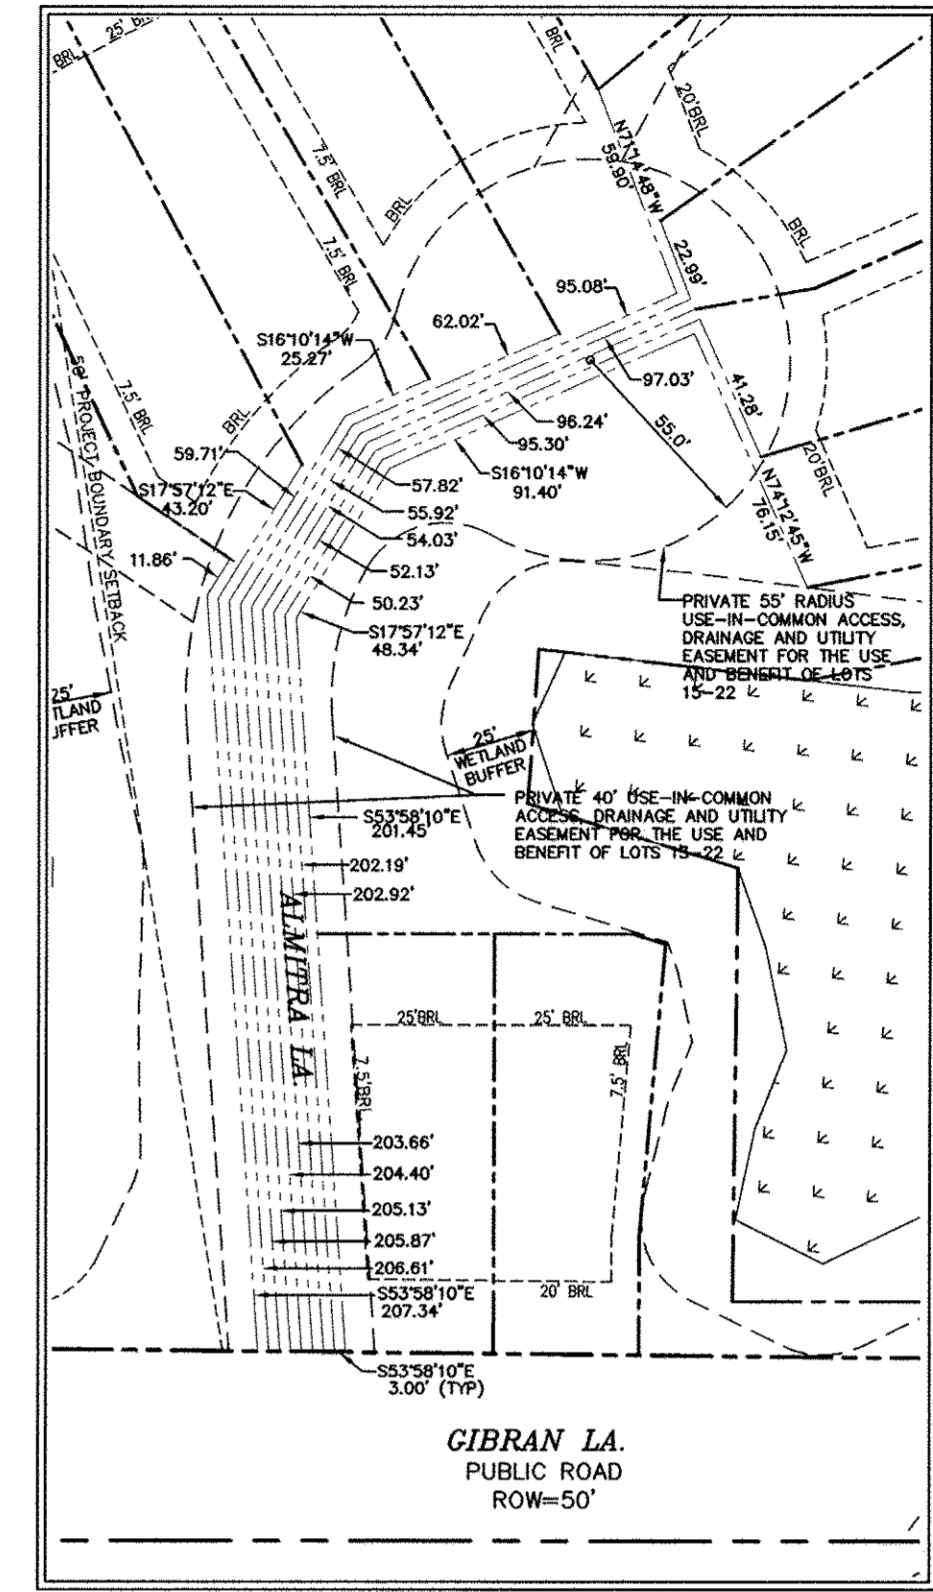 25' BRL
BRL
7.5' BRL
7.5' BRL
BRL
BRL
20'BRL
N71°14'48"W
59.90'
BRL
22.99'
95.08'
62.02'
S16°10'14"W
25.27'
97.03'
96.24'
95.30'
S16°10'14"W
91.40'
55.0'
41.28'
20'BRL
N74°12'45"W
76.15'
7.5' BRL
BRL
50' PROJECT BOUNDARY/SETBACK
59.71'
S17°57'12"E
43.20'
11.86'
57.82'
55.92'
54.03'
52.13'
50.23'
S17°57'12"E
48.34'
PRIVATE 55' RADIUS
USE-IN-COMMON ACCESS,
DRAINAGE AND UTILITY
EASEMENT FOR THE USE
AND BENEFIT OF LOTS
15-22
25'
TLAND
UFFER
25'
WETLAND
BUFFER
PRIVATE 40' USE-IN-COMMON
ACCESS, DRAINAGE AND UTILITY
EASEMENT FOR THE USE AND
BENEFIT OF LOTS 15-22
S53°58'10"E
201.45'
202.19'
202.92'
ALMITRA LA.
25'BRL
25' BRL
7.5'BRL
7.5' BRL
203.66'
204.40'
205.13'
205.87'
206.61'
S53°58'10"E
207.34'
20' BRL
S53°58'10"E
3.00' (TYP)
GIBRAN LA.
PUBLIC ROAD
ROW=50'